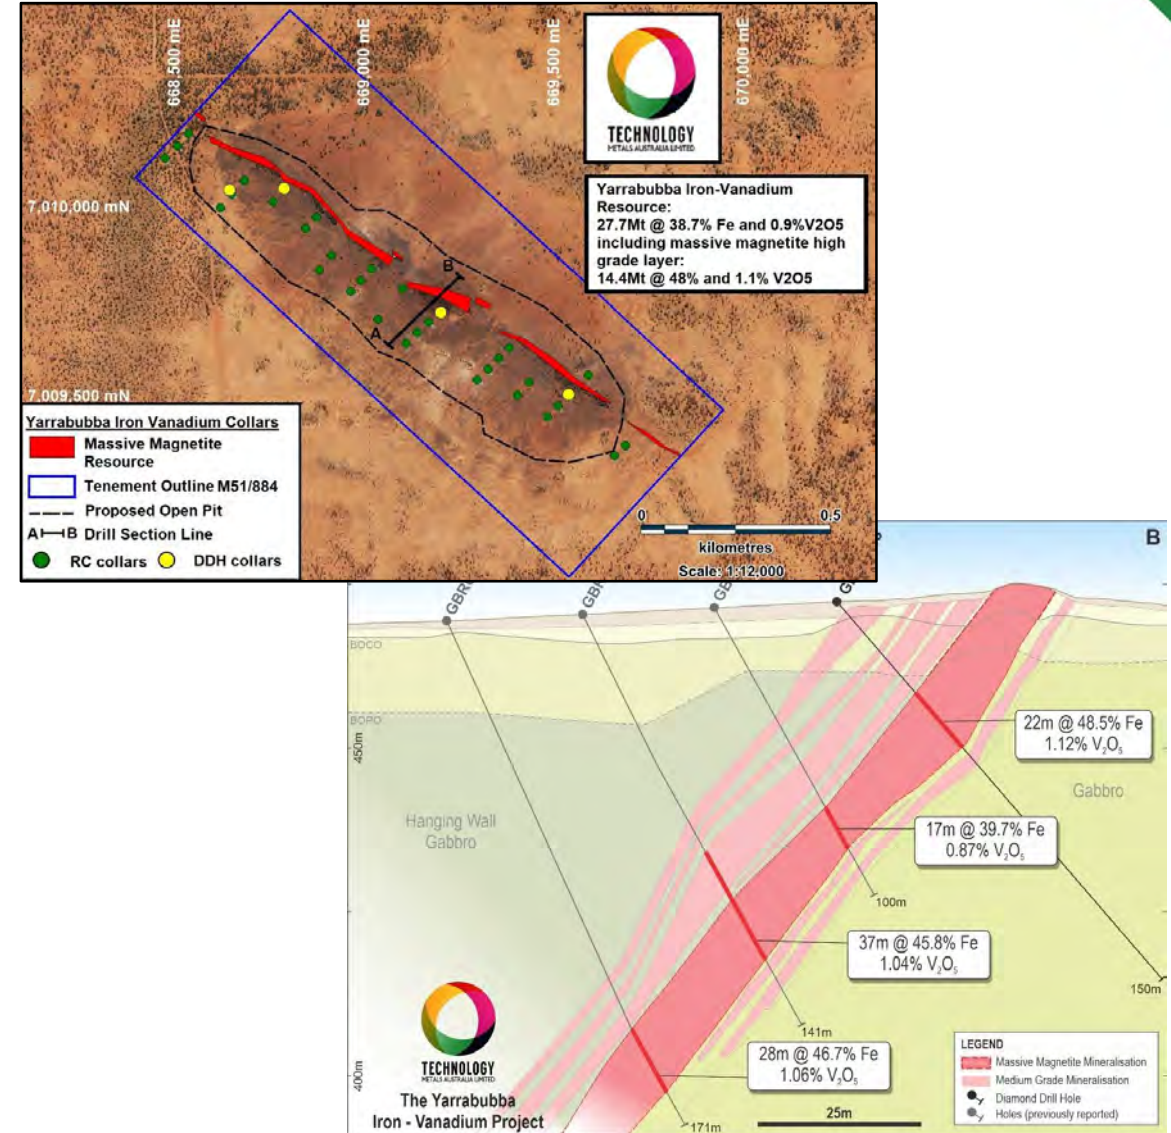 668,500 mE
669,000 mE
669,500 mE
670,000 mE
TECHNOLOGY
METALS AUSTRALIA LIMITED
Yarrabubba Iron-Vanadium
Resource:
27.7Mt @ 38.7% Fe and 0.9%V2O5
including massive magnetite high
grade layer:
14.4Mt @ 48% and 1.1% V2O5
7,010,000 mN
B
A
7,009,500 mN
Yarrabubba Iron Vanadium Collars
Massive Magnetite
Resource
Tenement Outline M51/884
Proposed Open Pit
A B Drill Section Line
RC collars DDH collars
0 0.5
kilometres
Scale: 1:12,000
B
BOCO
BOPO
450m
400m
22m @ 48.5% Fe
1.12% V₂O₅
Gabbro
Hanging Wall
Gabbro
17m @ 39.7% Fe
0.87% V₂O₅
100m
37m @ 45.8% Fe
1.04% V₂O₅
150m
141m
28m @ 46.7% Fe
1.06% V₂O₅
171m
TECHNOLOGY
METALS AUSTRALIA LIMITED
The Yarrabubba
Iron - Vanadium Project
25m
LEGEND
Massive Magnetite Mineralisation
Medium Grade Mineralisation
Diamond Drill Hole
Holes (previously reported)